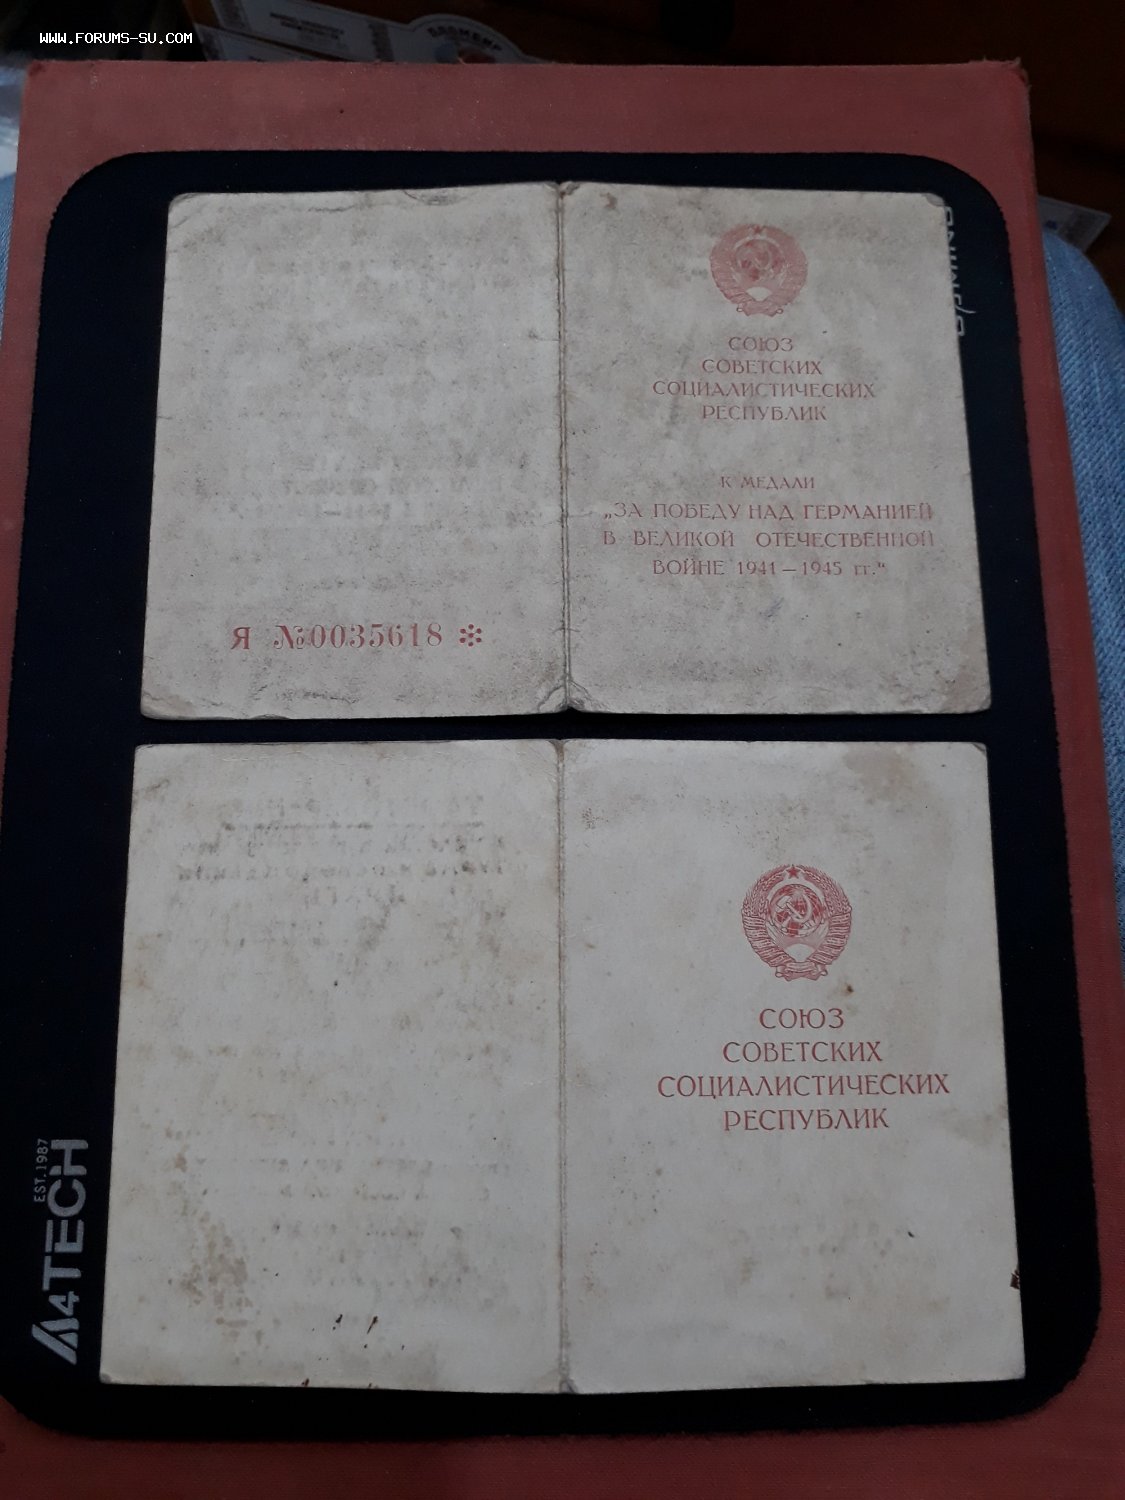 WWW.FORUMS-SU.COM
СОЮЗ
СОВЕТСКИХ
СОЦИАЛИСТИЧЕСКИХ
РЕСПУБЛИК
К МЕДАЛИ
„ЗА ПОБЕДУ НАД ГЕРМАНИЕЙ
В ВЕЛИКОЙ ОТЕЧЕСТВЕННОЙ
ВОЙНЕ 1941 — 1945 гг.“
Я №0035618
СОЮЗ
СОВЕТСКИХ
СОЦИАЛИСТИЧЕСКИХ
РЕСПУБЛИК
A4TECH
EST.1987